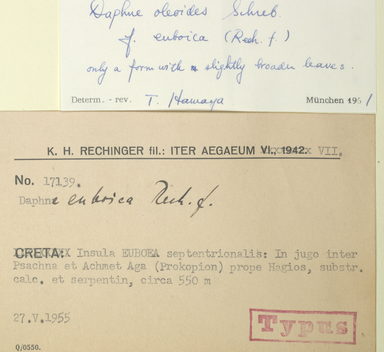 Daphne oleoides Schreb.
f. euboica (Rech. f.)
only a form with slightly broader leaves.
Determ. - rev. T. Hamaya München 196
K. H. RECHINGER fil.: ITER AEGAEUM VI., 1942. VII.
No. 17139.
Daphne euboica Rech. f.
CRETA: Insula EUBOEA septentrionalis: In jugo inter
Psachna et Achmet Aga (Prokopion) prope Hagios, substr.
calc. et serpentin, circa 550 m
27.V.1955
Typus
Q/0550.